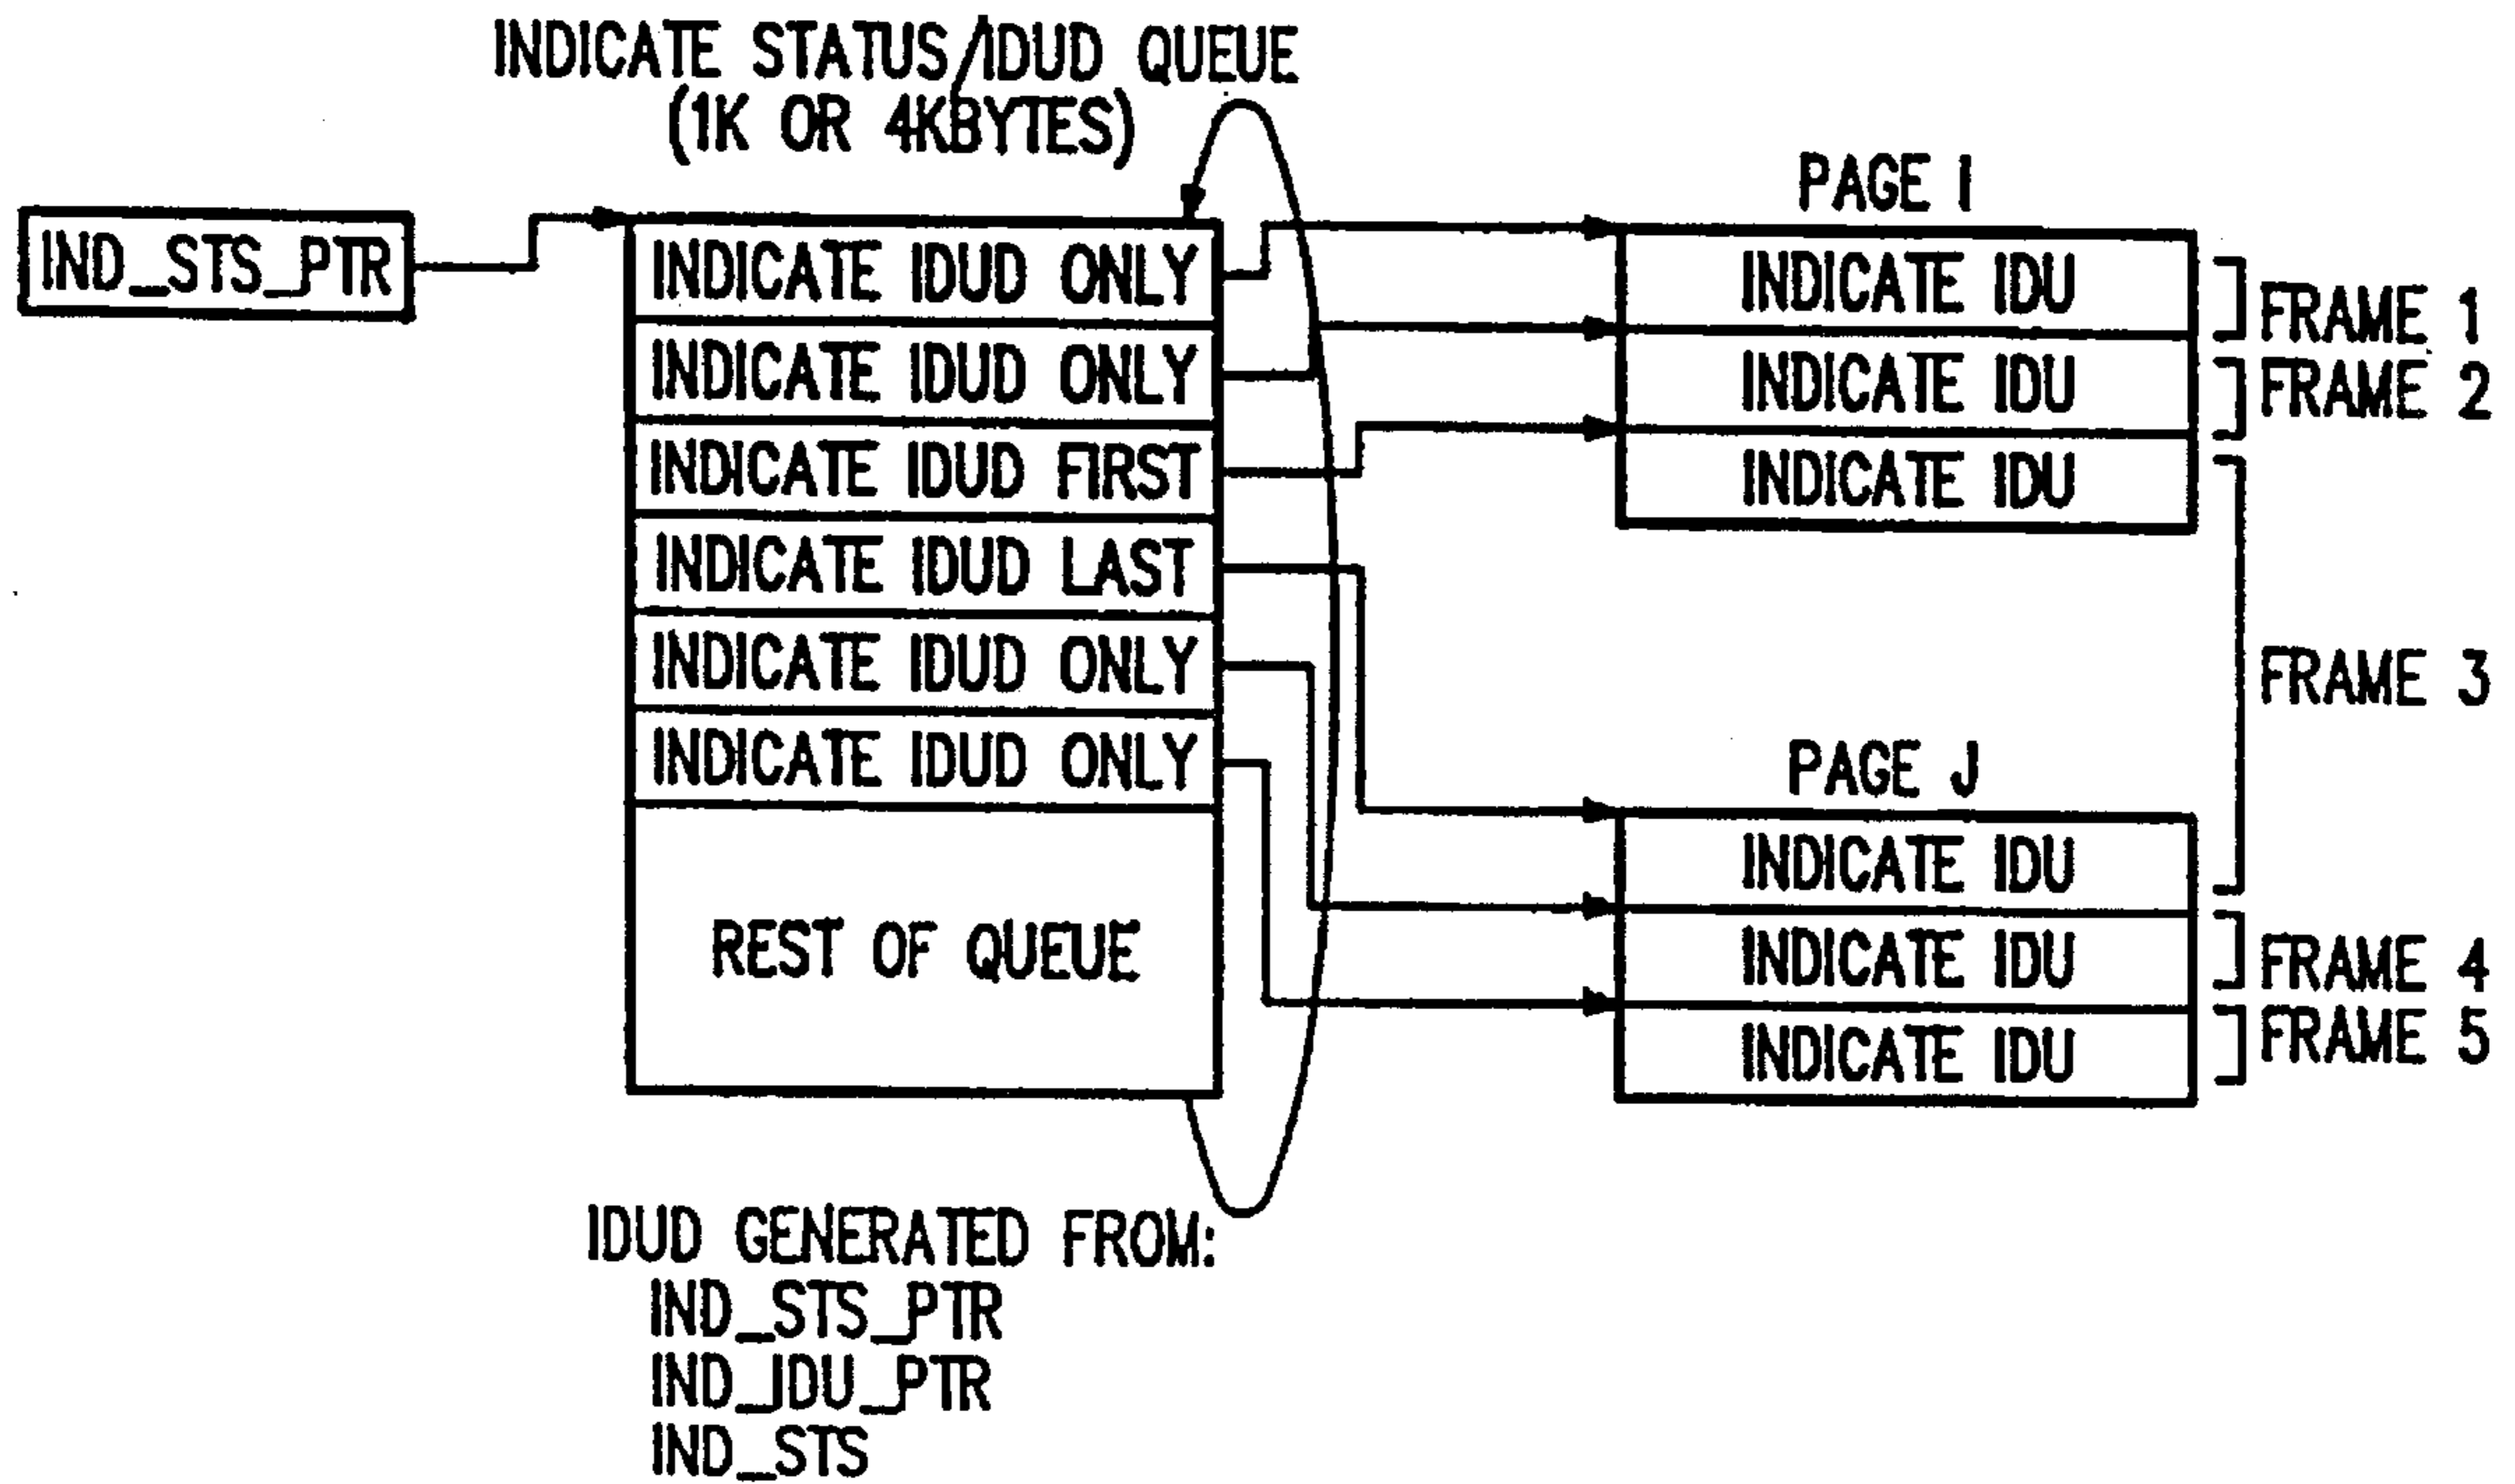 INDICATE STATUS/IDUD QUEUE
(1K OR 4KBYTES)
IND_STS_PTR
INDICATE IDUD ONLY
INDICATE IDUD ONLY
INDICATE IDUD FIRST
INDICATE IDUD LAST
INDICATE IDUD ONLY
INDICATE IDUD ONLY
REST OF QUEUE
PAGE I
INDICATE IDU
INDICATE IDU
INDICATE IDU
FRAME 1
FRAME 2
FRAME 3
PAGE J
INDICATE IDU
INDICATE IDU
INDICATE IDU
FRAME 4
FRAME 5
IDUD GENERATED FROM:
IND_STS_PTR
IND_IDU_PTR
IND_STS